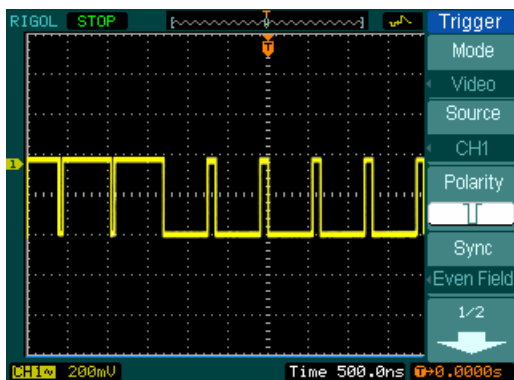 RIGOL STOP T Trigger
T
Mode
Video
Source
CH1
1
Polarity
Sync
Even Field
1/2
CH1~ 200mV Time 500.0ns T→0.0000s